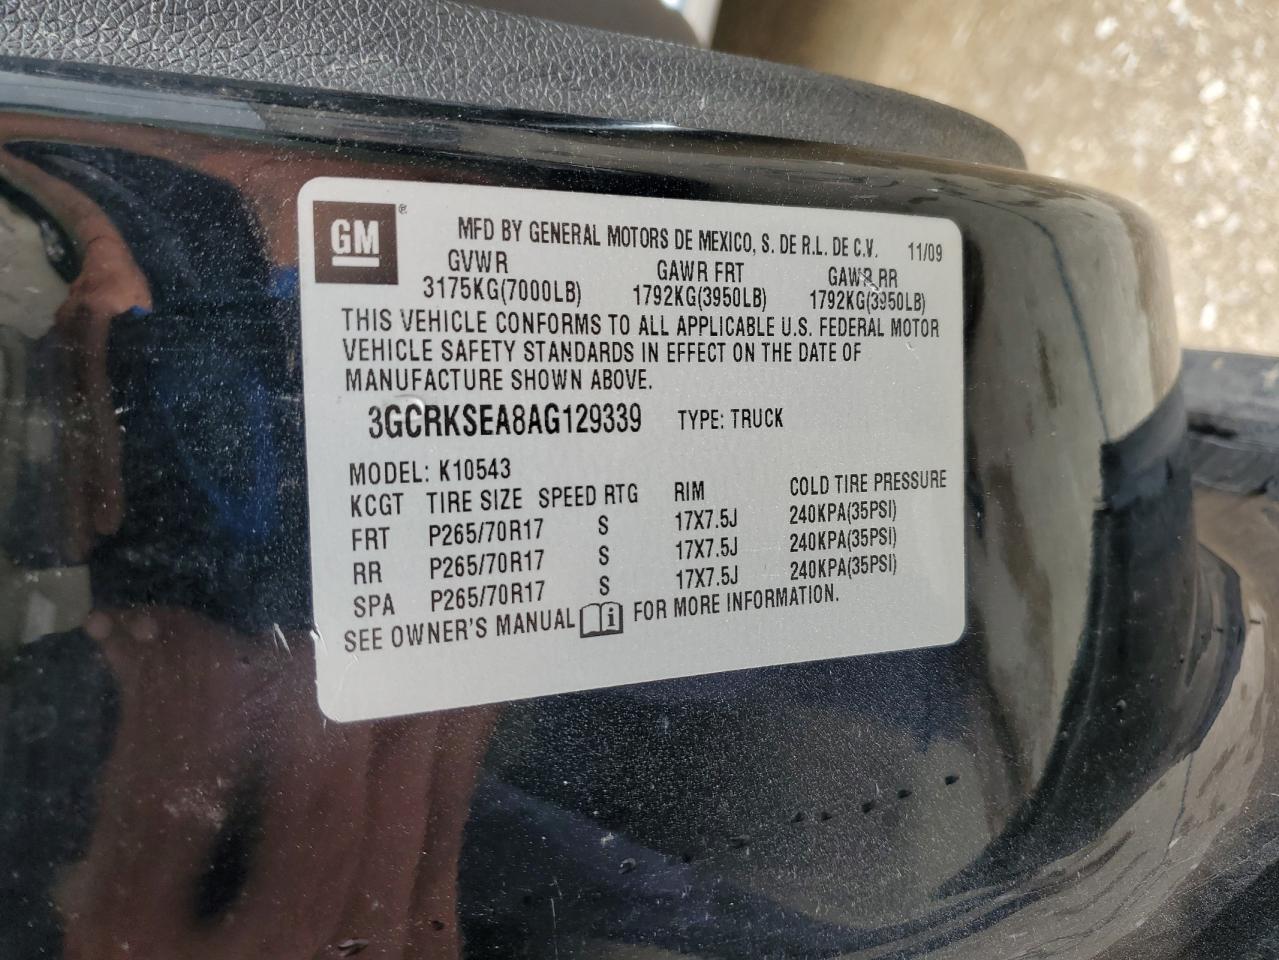 GM®
MFD BY GENERAL MOTORS DE MEXICO, S. DE R.L. DE C.V. 11/09
GVWR GAWR FRT GAWR RR
3175KG(7000LB) 1792KG(3950LB) 1792KG(3950LB)
THIS VEHICLE CONFORMS TO ALL APPLICABLE U.S. FEDERAL MOTOR
VEHICLE SAFETY STANDARDS IN EFFECT ON THE DATE OF
MANUFACTURE SHOWN ABOVE.
3GCRKSEA8AG129339 TYPE: TRUCK
MODEL: K10543
KCGT TIRE SIZE SPEED RTG RIM COLD TIRE PRESSURE
FRT P265/70R17 S 17X7.5J 240KPA(35PSI)
RR P265/70R17 S 17X7.5J 240KPA(35PSI)
SPA P265/70R17 S 17X7.5J 240KPA(35PSI)
SEE OWNER'S MANUAL i FOR MORE INFORMATION.